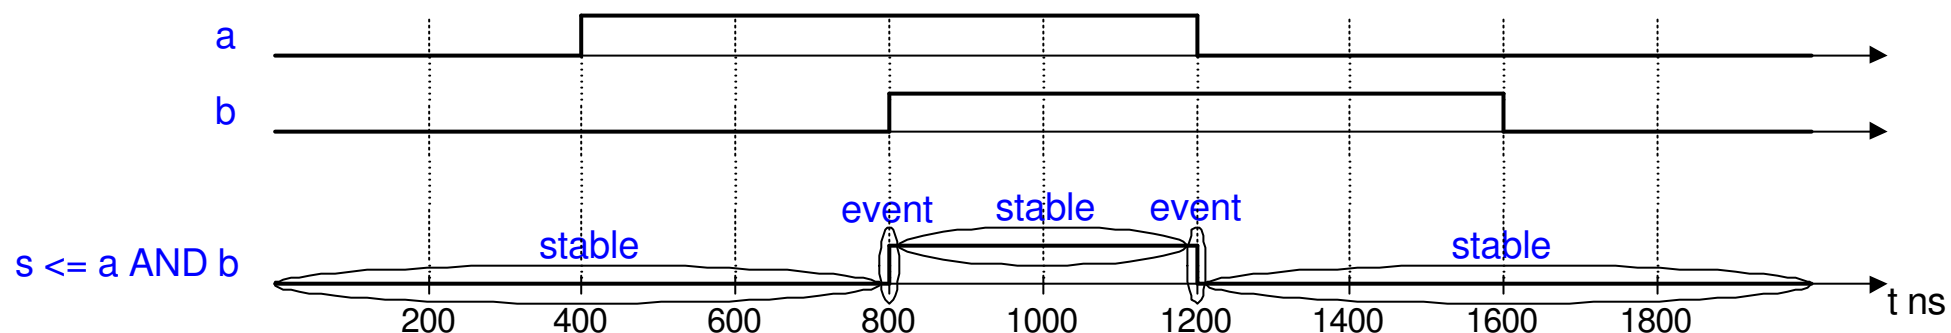 a
b
event stable event
stable stable
s <= a AND b
t ns
200 400 600 800 1000 1200 1400 1600 1800